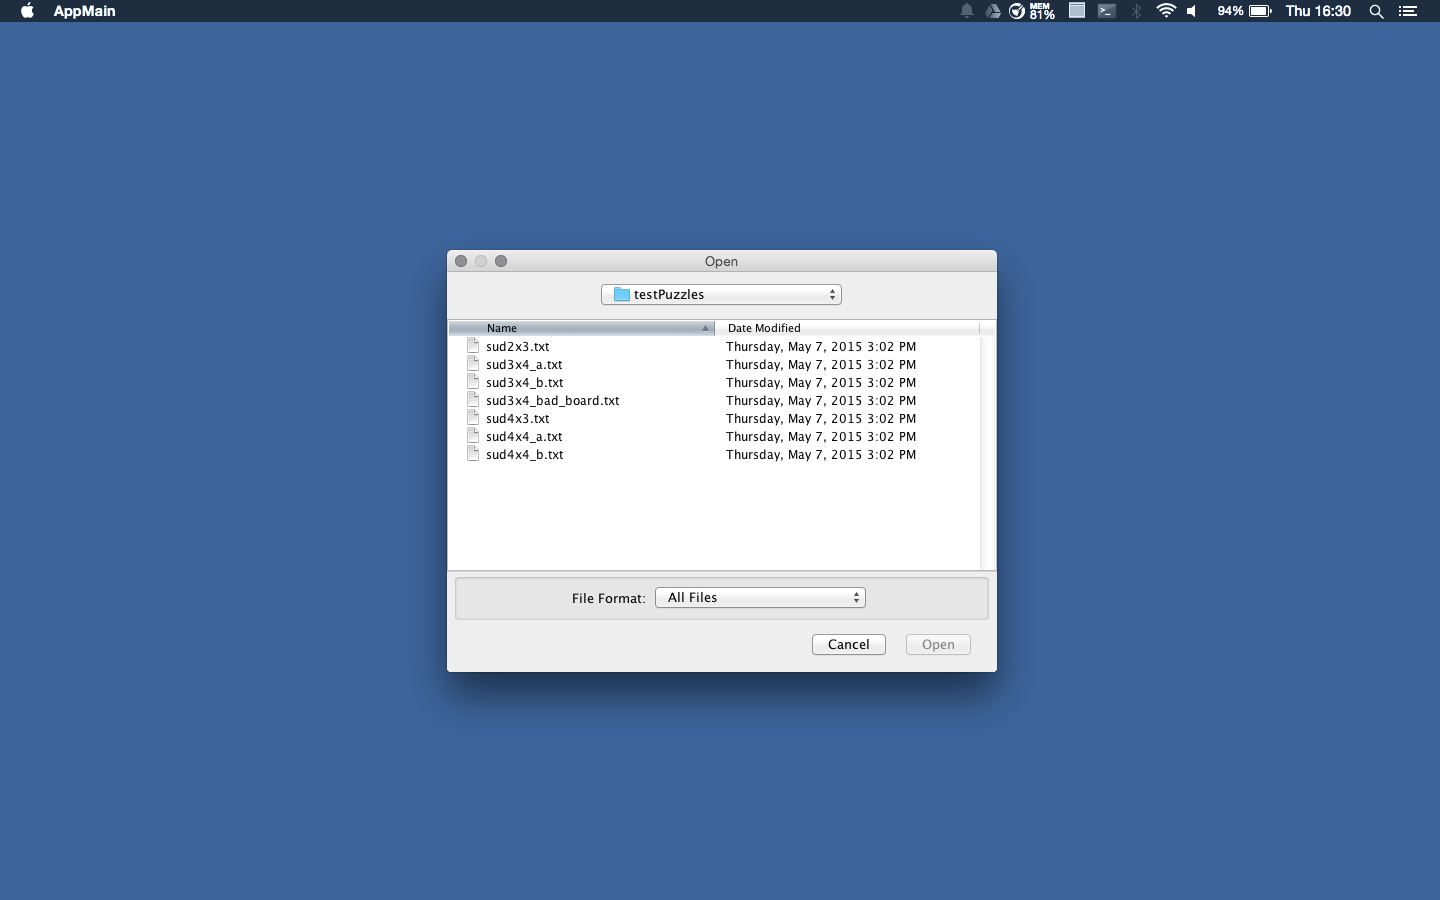 AppMain
MEM
81%
94%
Thu 16:30
Open
testPuzzles
Name Date Modified
sud2x3.txt Thursday, May 7, 2015 3:02 PM
sud3x4_a.txt Thursday, May 7, 2015 3:02 PM
sud3x4_b.txt Thursday, May 7, 2015 3:02 PM
sud3x4_bad_board.txt Thursday, May 7, 2015 3:02 PM
sud4x3.txt Thursday, May 7, 2015 3:02 PM
sud4x4_a.txt Thursday, May 7, 2015 3:02 PM
sud4x4_b.txt Thursday, May 7, 2015 3:02 PM
File Format: All Files
Cancel Open